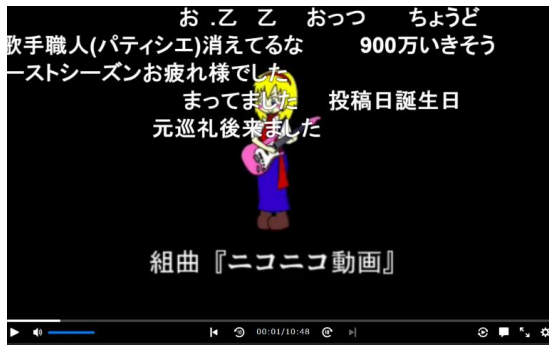 お .乙 乙 おっつ ちょうど
歌手職人(パティシエ)消えてるな 900万いきそう
ーストシーズンお疲れ様でした
まってました 投稿日誕生日
元巡礼後来ました
組曲『ニコニコ動画』
00:01/10:48